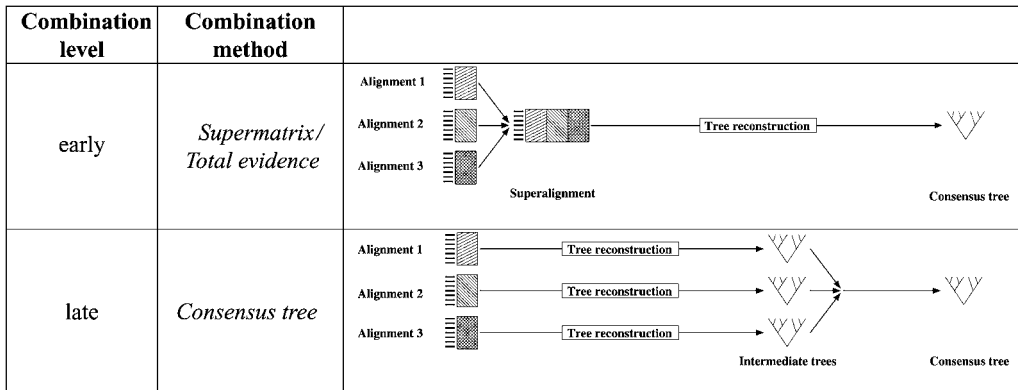 Combination level
Combination method
early
Supermatrix/
Total evidence
Alignment 1
Alignment 2
Alignment 3
Superalignment
Tree reconstruction
Consensus tree
late
Consensus tree
Alignment 1
Alignment 2
Alignment 3
Tree reconstruction
Tree reconstruction
Tree reconstruction
Intermediate trees
Consensus tree